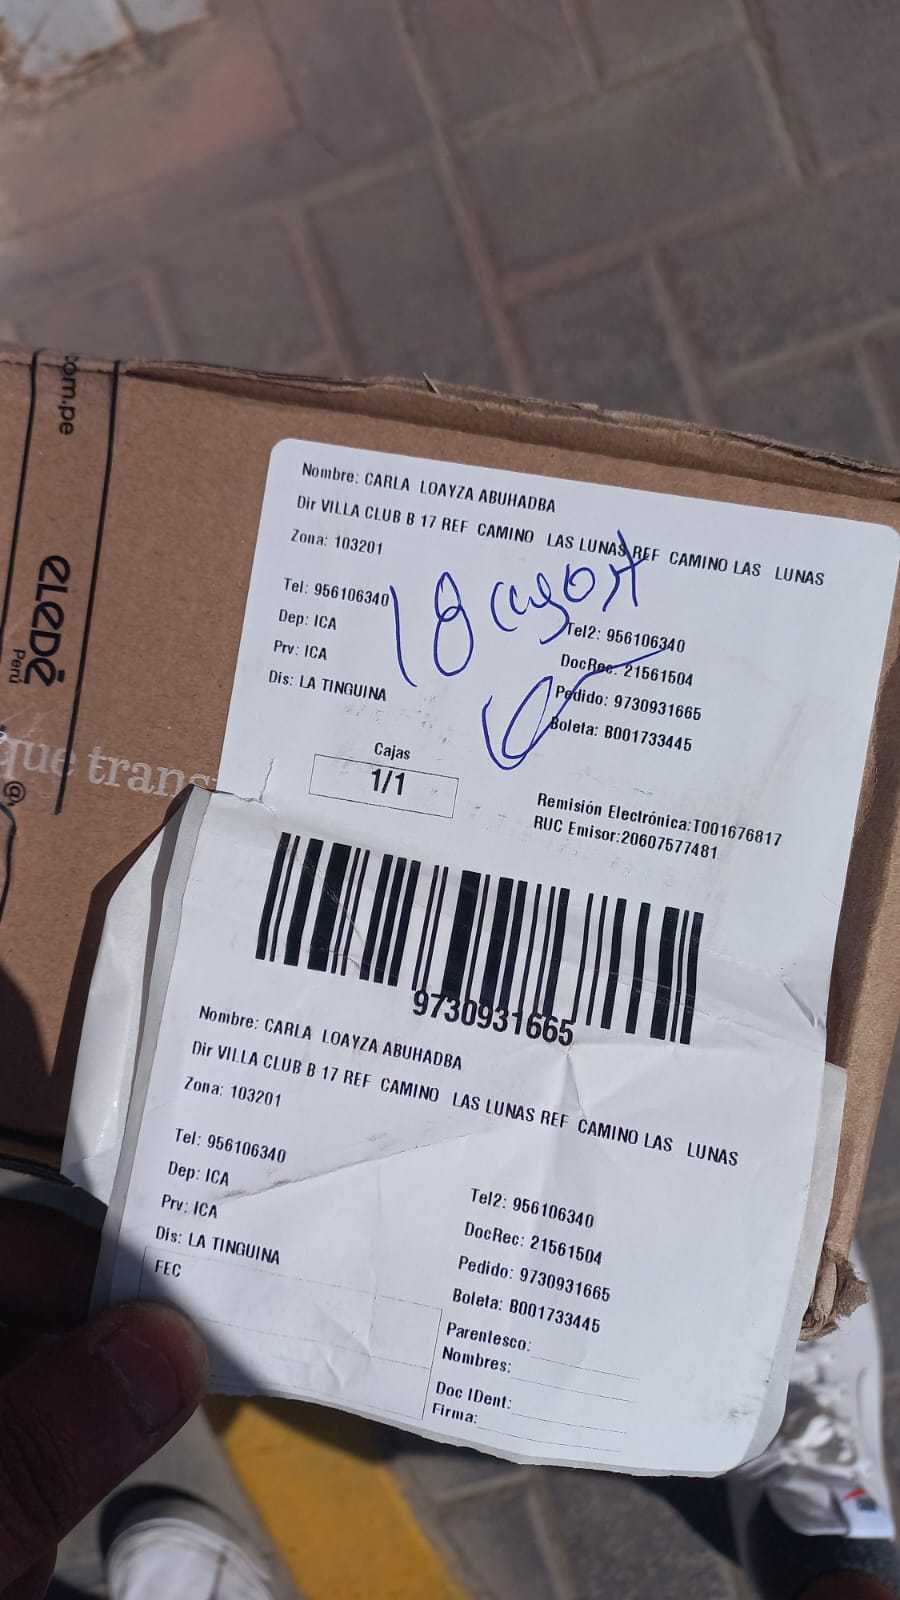 om.pe
eledê
Perú
que trans
@
Nombre: CARLA LOAYZA ABUHADBA
Dir VILLA CLUB B 17 REF CAMINO LAS LUNAS REF CAMINO LAS LUNAS
Zona: 103201
Tel: 956106340
Dep: ICA
Prv: ICA
Dis: LA TINGUINA
18 agost
Tel2: 956106340
DocRec: 21561504
Pedido: 9730931665
Boleta: B001733445
Cajas
1/1
Remisión Electrónica:T001676817
RUC Emisor:20607577481
9730931665
Nombre: CARLA LOAYZA ABUHADBA
Dir VILLA CLUB B 17 REF CAMINO LAS LUNAS REF CAMINO LAS LUNAS
Zona: 103201
Tel: 956106340
Dep: ICA
Prv: ICA
Dis: LA TINGUINA
FEC
Tel2: 956106340
DocRec: 21561504
Pedido: 9730931665
Boleta: B001733445
Parentesco:
Nombres:
Doc IDent:
Firma: